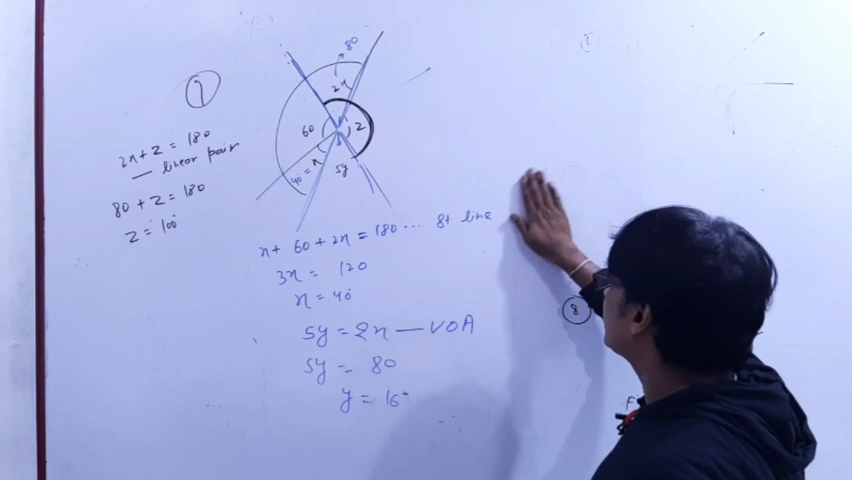 7
2x + z = 180
— linear pair
80 + z = 180
z = 100°
80
2x
60
z
x
40° =
5y
x + 60 + 2x = 180 ... st line
3x = 120
x = 40°
5y = 2x — VOA
5y = 80
y = 16°
8
F